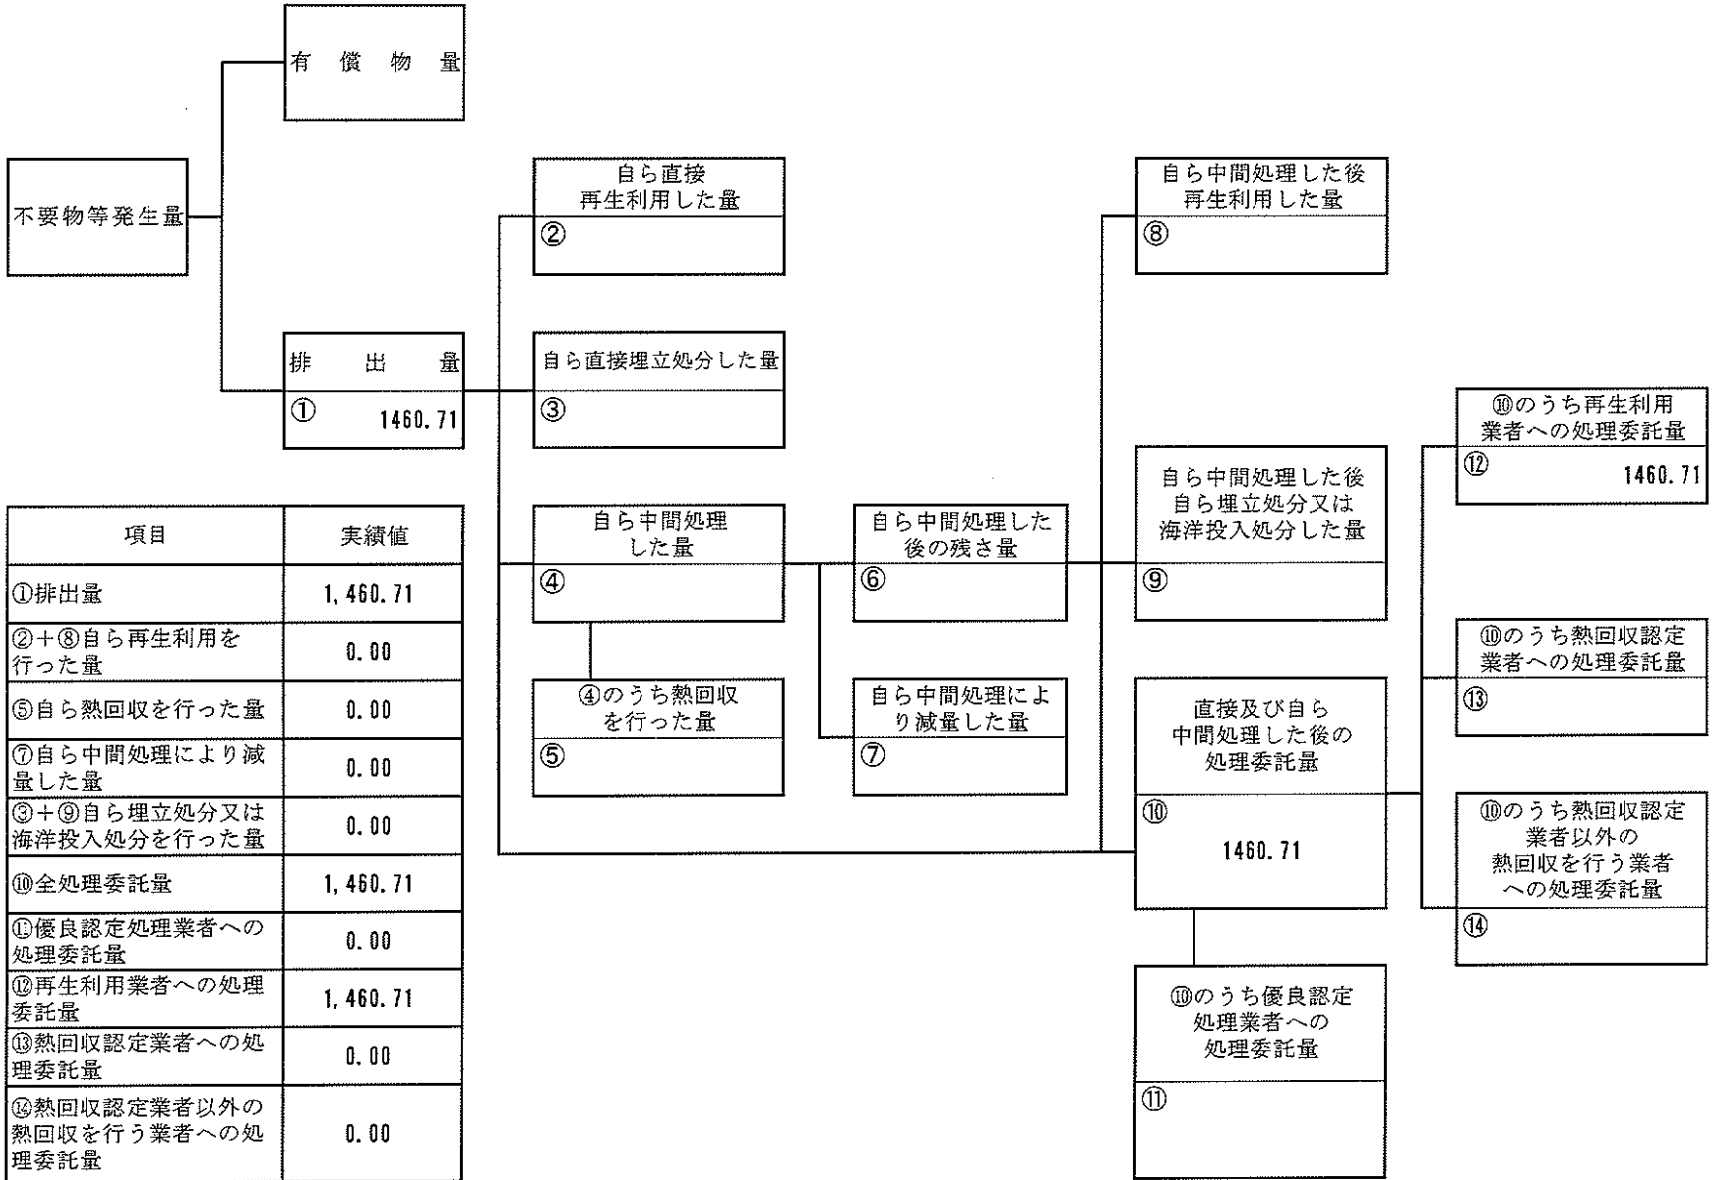 有償物量
不要物等発生量
排出量
① 1460.71
自ら直接
再生利用した量
②
自ら直接埋立処分した量
③
自ら中間処理
した量
④
④のうち熱回収
を行った量
⑤
自ら中間処理した
後の残さ量
⑥
自ら中間処理によ
り減量した量
⑦
自ら中間処理した後
再生利用した量
⑧
自ら中間処理した後
自ら埋立処分又は
海洋投入処分した量
⑨
直接及び自ら
中間処理した後の
処理委託量
⑩
1460.71
⑩のうち優良認定
処理業者への
処理委託量
⑪
⑩のうち再生利用
業者への処理委託量
⑫ 1460.71
⑩のうち熱回収認定
業者への処理委託量
⑬
⑩のうち熱回収認定
業者以外の
熱回収を行う業者
への処理委託量
⑭
項目 実績値
①排出量 1,460.71
②+⑧自ら再生利用を
行った量 0.00
⑤自ら熱回収を行った量 0.00
⑦自ら中間処理により減
量した量 0.00
③+⑨自ら埋立処分又は
海洋投入処分を行った量 0.00
⑩全処理委託量 1,460.71
⑪優良認定処理業者への
処理委託量 0.00
⑫再生利用業者への処理
委託量 1,460.71
⑬熱回収認定業者への処
理委託量 0.00
⑭熱回収認定業者以外の
熱回収を行う業者への処
理委託量 0.00